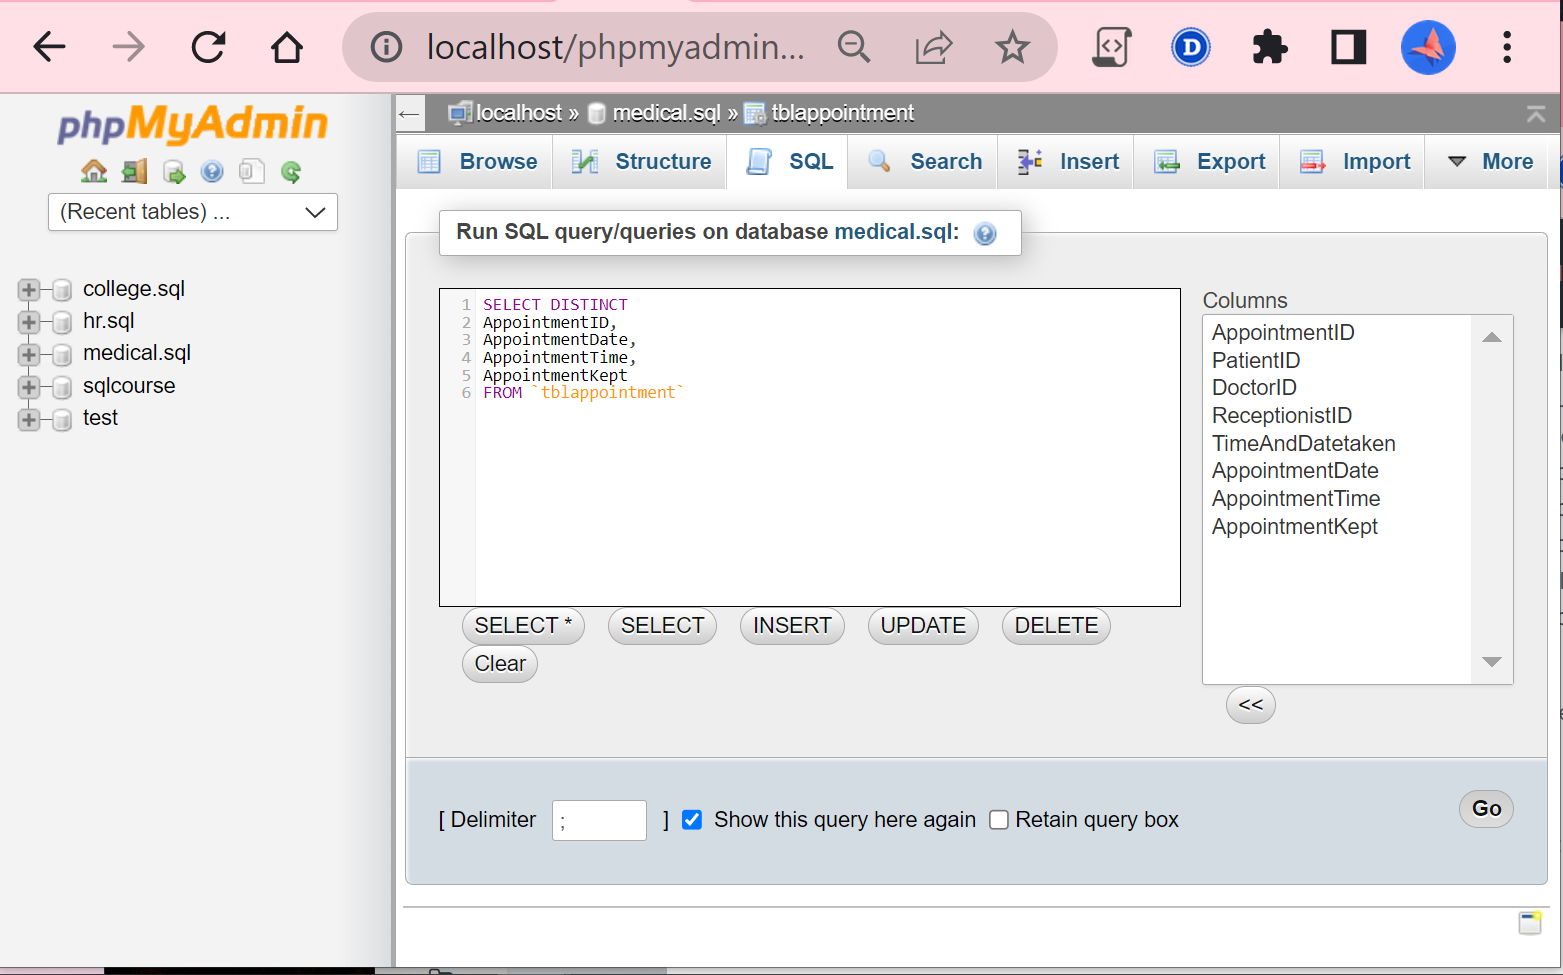 localhost/phpmyadmin...
D
phpMyAdmin
localhost » medical.sql » tblappointment
Browse Structure SQL Search Insert Export Import More
(Recent tables) ...
college.sql
hr.sql
medical.sql
sqlcourse
test
Run SQL query/queries on database medical.sql:
1 SELECT DISTINCT
2 AppointmentID,
3 AppointmentDate,
4 AppointmentTime,
5 AppointmentKept
6 FROM `tblappointment`
Columns
AppointmentID
PatientID
DoctorID
ReceptionistID
TimeAndDatetaken
AppointmentDate
AppointmentTime
AppointmentKept
SELECT * SELECT INSERT UPDATE DELETE
Clear
<<
[ Delimiter ; ] Show this query here again Retain query box
Go